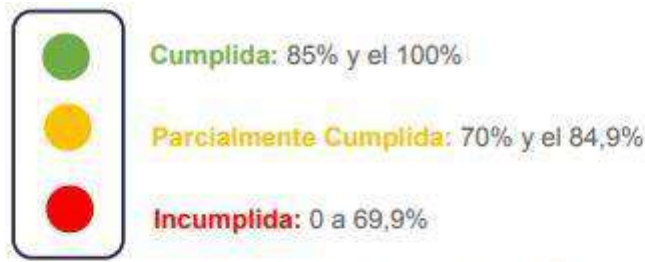 Cumplida: 85% y el 100%
Parcialmente Cumplida: 70% y el 84,9%
Incumplida: 0 a 69,9%